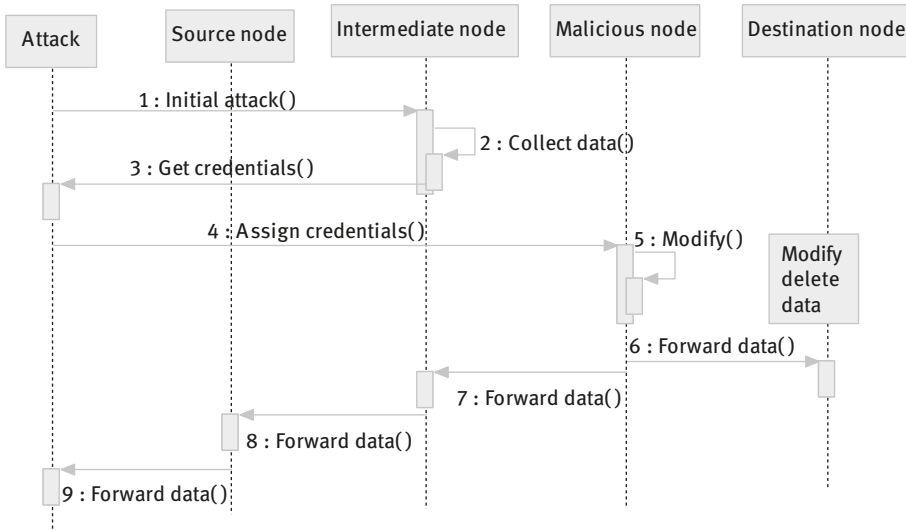 Attack
Source node
Intermediate node
Malicious node
Destination node
1 : Initial attack()
2 : Collect data()
3 : Get credentials()
4 : Assign credentials()
5 : Modify()
Modify
delete
data
6 : Forward data()
7 : Forward data()
8 : Forward data()
9 : Forward data()